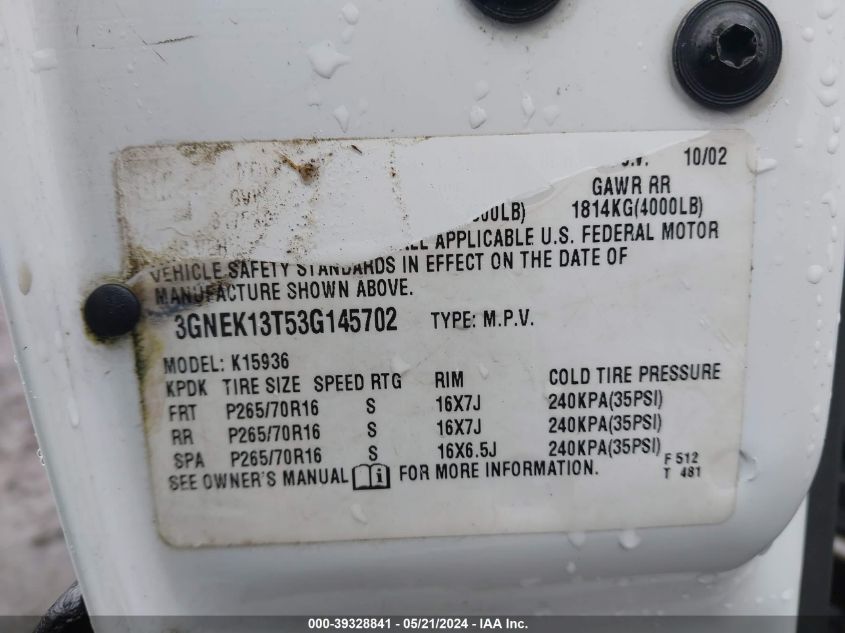 10/02
GAWR RR
00LB) 1814KG(4000LB)
ALL APPLICABLE U.S. FEDERAL MOTOR
VEHICLE SAFETY STANDARDS IN EFFECT ON THE DATE OF
MANUFACTURE SHOWN ABOVE.
3GNEK13T53G145702 TYPE: M.P.V.
MODEL: K15936
KPDK TIRE SIZE SPEED RTG RIM COLD TIRE PRESSURE
FRT P265/70R16 S 16X7J 240KPA(35PSI)
RR P265/70R16 S 16X7J 240KPA(35PSI)
SPA P265/70R16 S 16X6.5J 240KPA(35PSI)
SEE OWNER'S MANUAL FOR MORE INFORMATION.
F 512
T 481
000-39328841 / 05/21/2024 - IAA Inc.